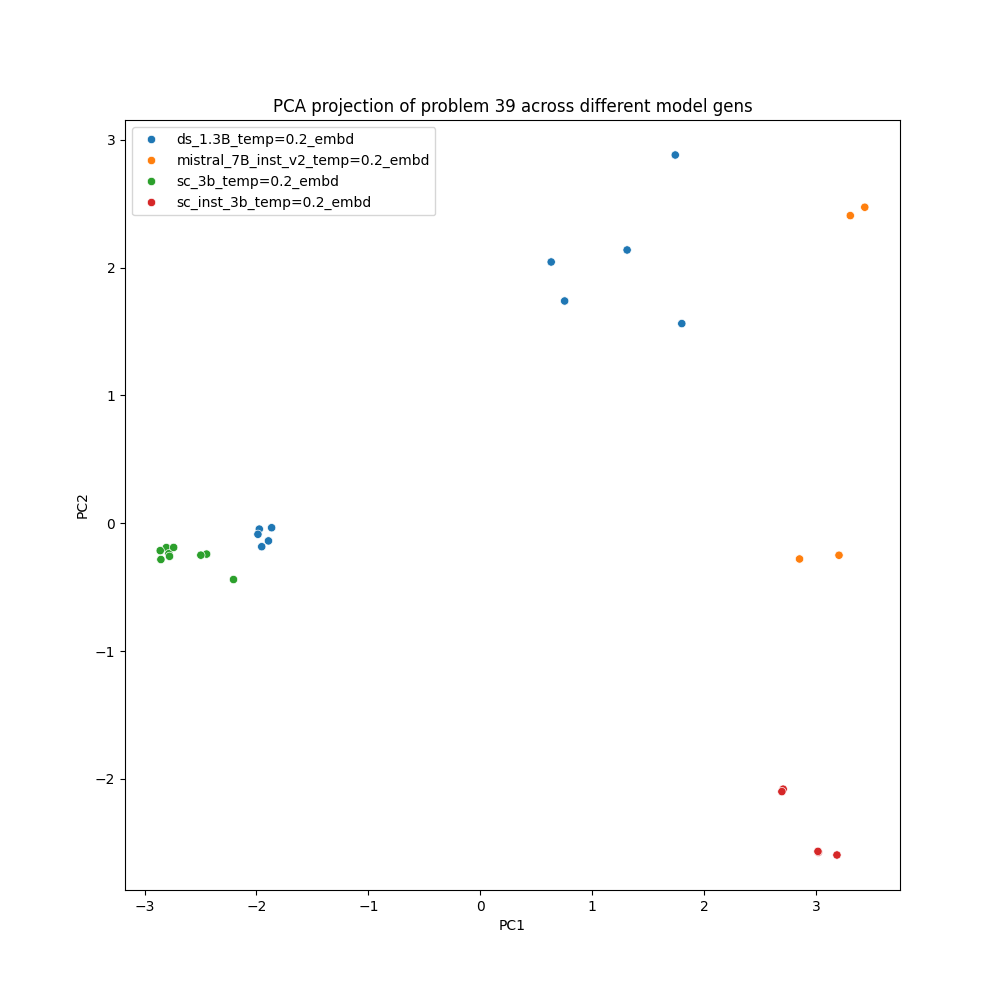 PCA projection of problem 39 across different model gens
ds_1.3B_temp=0.2_embd
mistral_7B_inst_v2_temp=0.2_embd
sc_3b_temp=0.2_embd
sc_inst_3b_temp=0.2_embd
3
2
1
0
−1
−2
PC2
−3 −2 −1 0 1 2 3
PC1